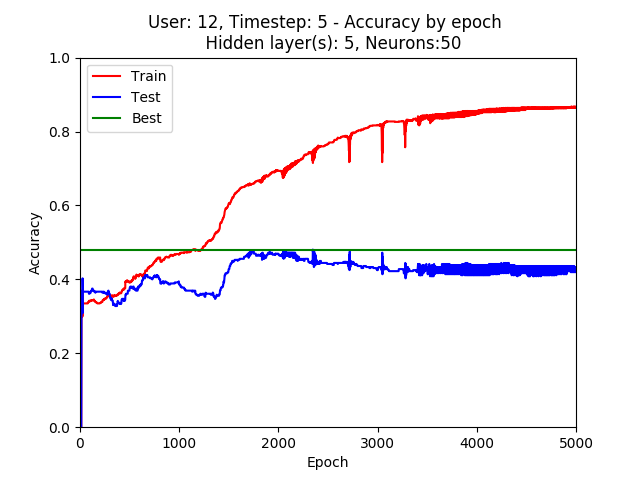 User: 12, Timestep: 5 - Accuracy by epoch
Hidden layer(s): 5, Neurons:50
1.0
0.8
0.6
0.4
0.2
0.0
Accuracy
Train
Test
Best
0 1000 2000 3000 4000 5000
Epoch